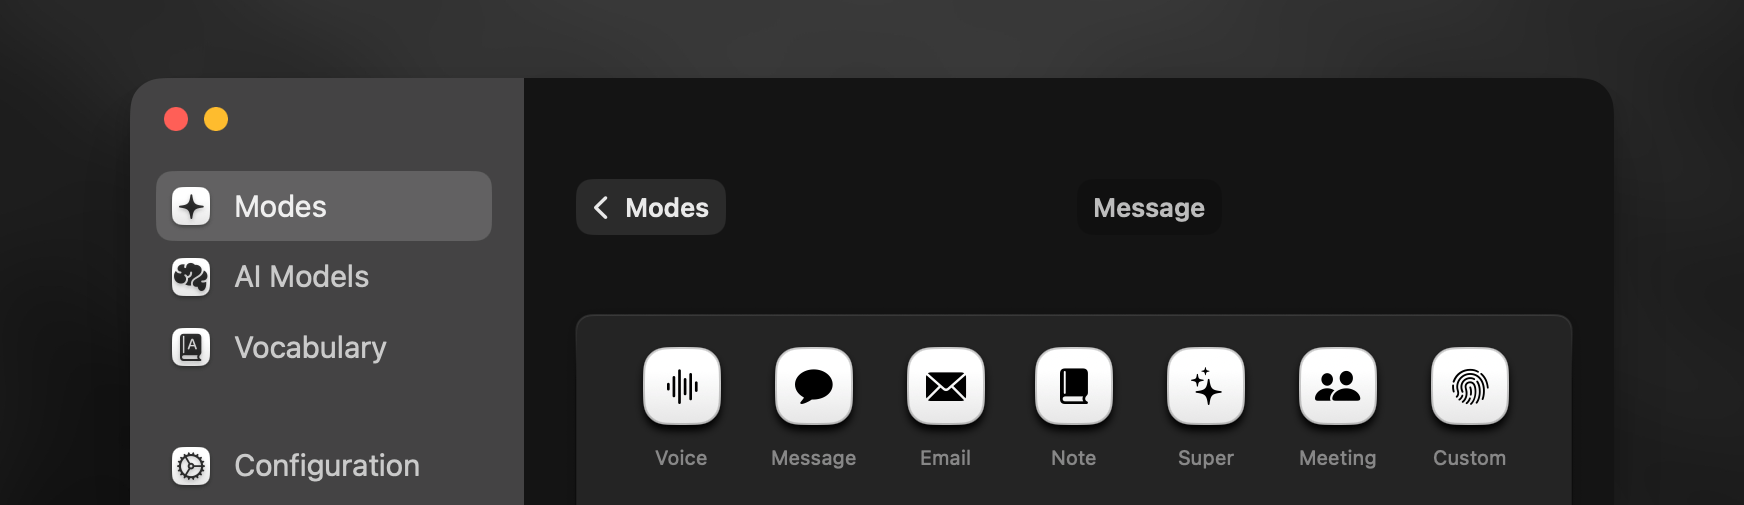 Modes
AI Models
Vocabulary
Configuration
Modes
Message
Voice
Message
Email
Note
Super
Meeting
Custom